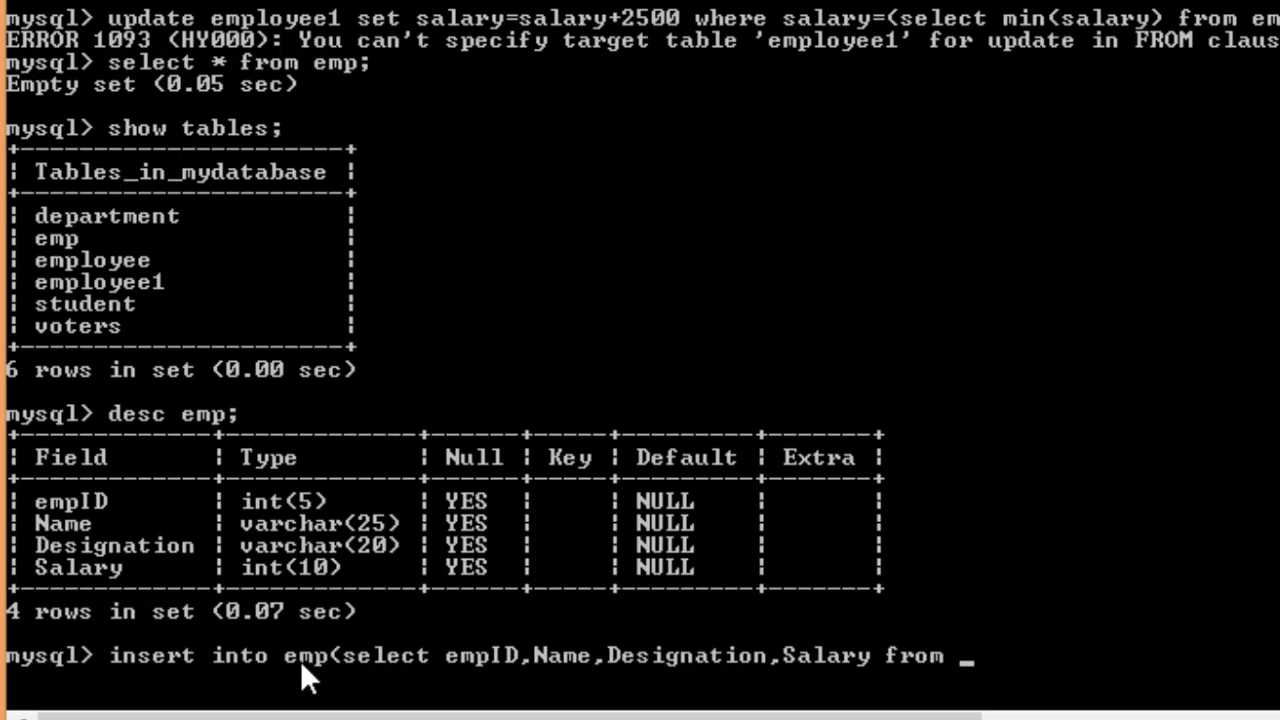 mysql> update employee1 set salary=salary+2500 where salary=(select min(salary) from em
ERROR 1093 (HY000): You can't specify target table 'employee1' for update in FROM claus
mysql> select * from emp;
Empty set (0.05 sec)
mysql> show tables;
+-----------------------+
| Tables_in_mydatabase |
+-----------------------+
| department |
| emp |
| employee |
| employee1 |
| student |
| voters |
+-----------------------+
6 rows in set (0.00 sec)
mysql> desc emp;
+-------------+-------------+------+-----+---------+-------+
| Field | Type | Null | Key | Default | Extra |
+-------------+-------------+------+-----+---------+-------+
| empID | int(5) | YES | | NULL | |
| Name | varchar(25) | YES | | NULL | |
| Designation | varchar(20) | YES | | NULL | |
| Salary | int(10) | YES | | NULL | |
+-------------+-------------+------+-----+---------+-------+
4 rows in set (0.07 sec)
mysql> insert into emp(select empID,Name,Designation,Salary from _